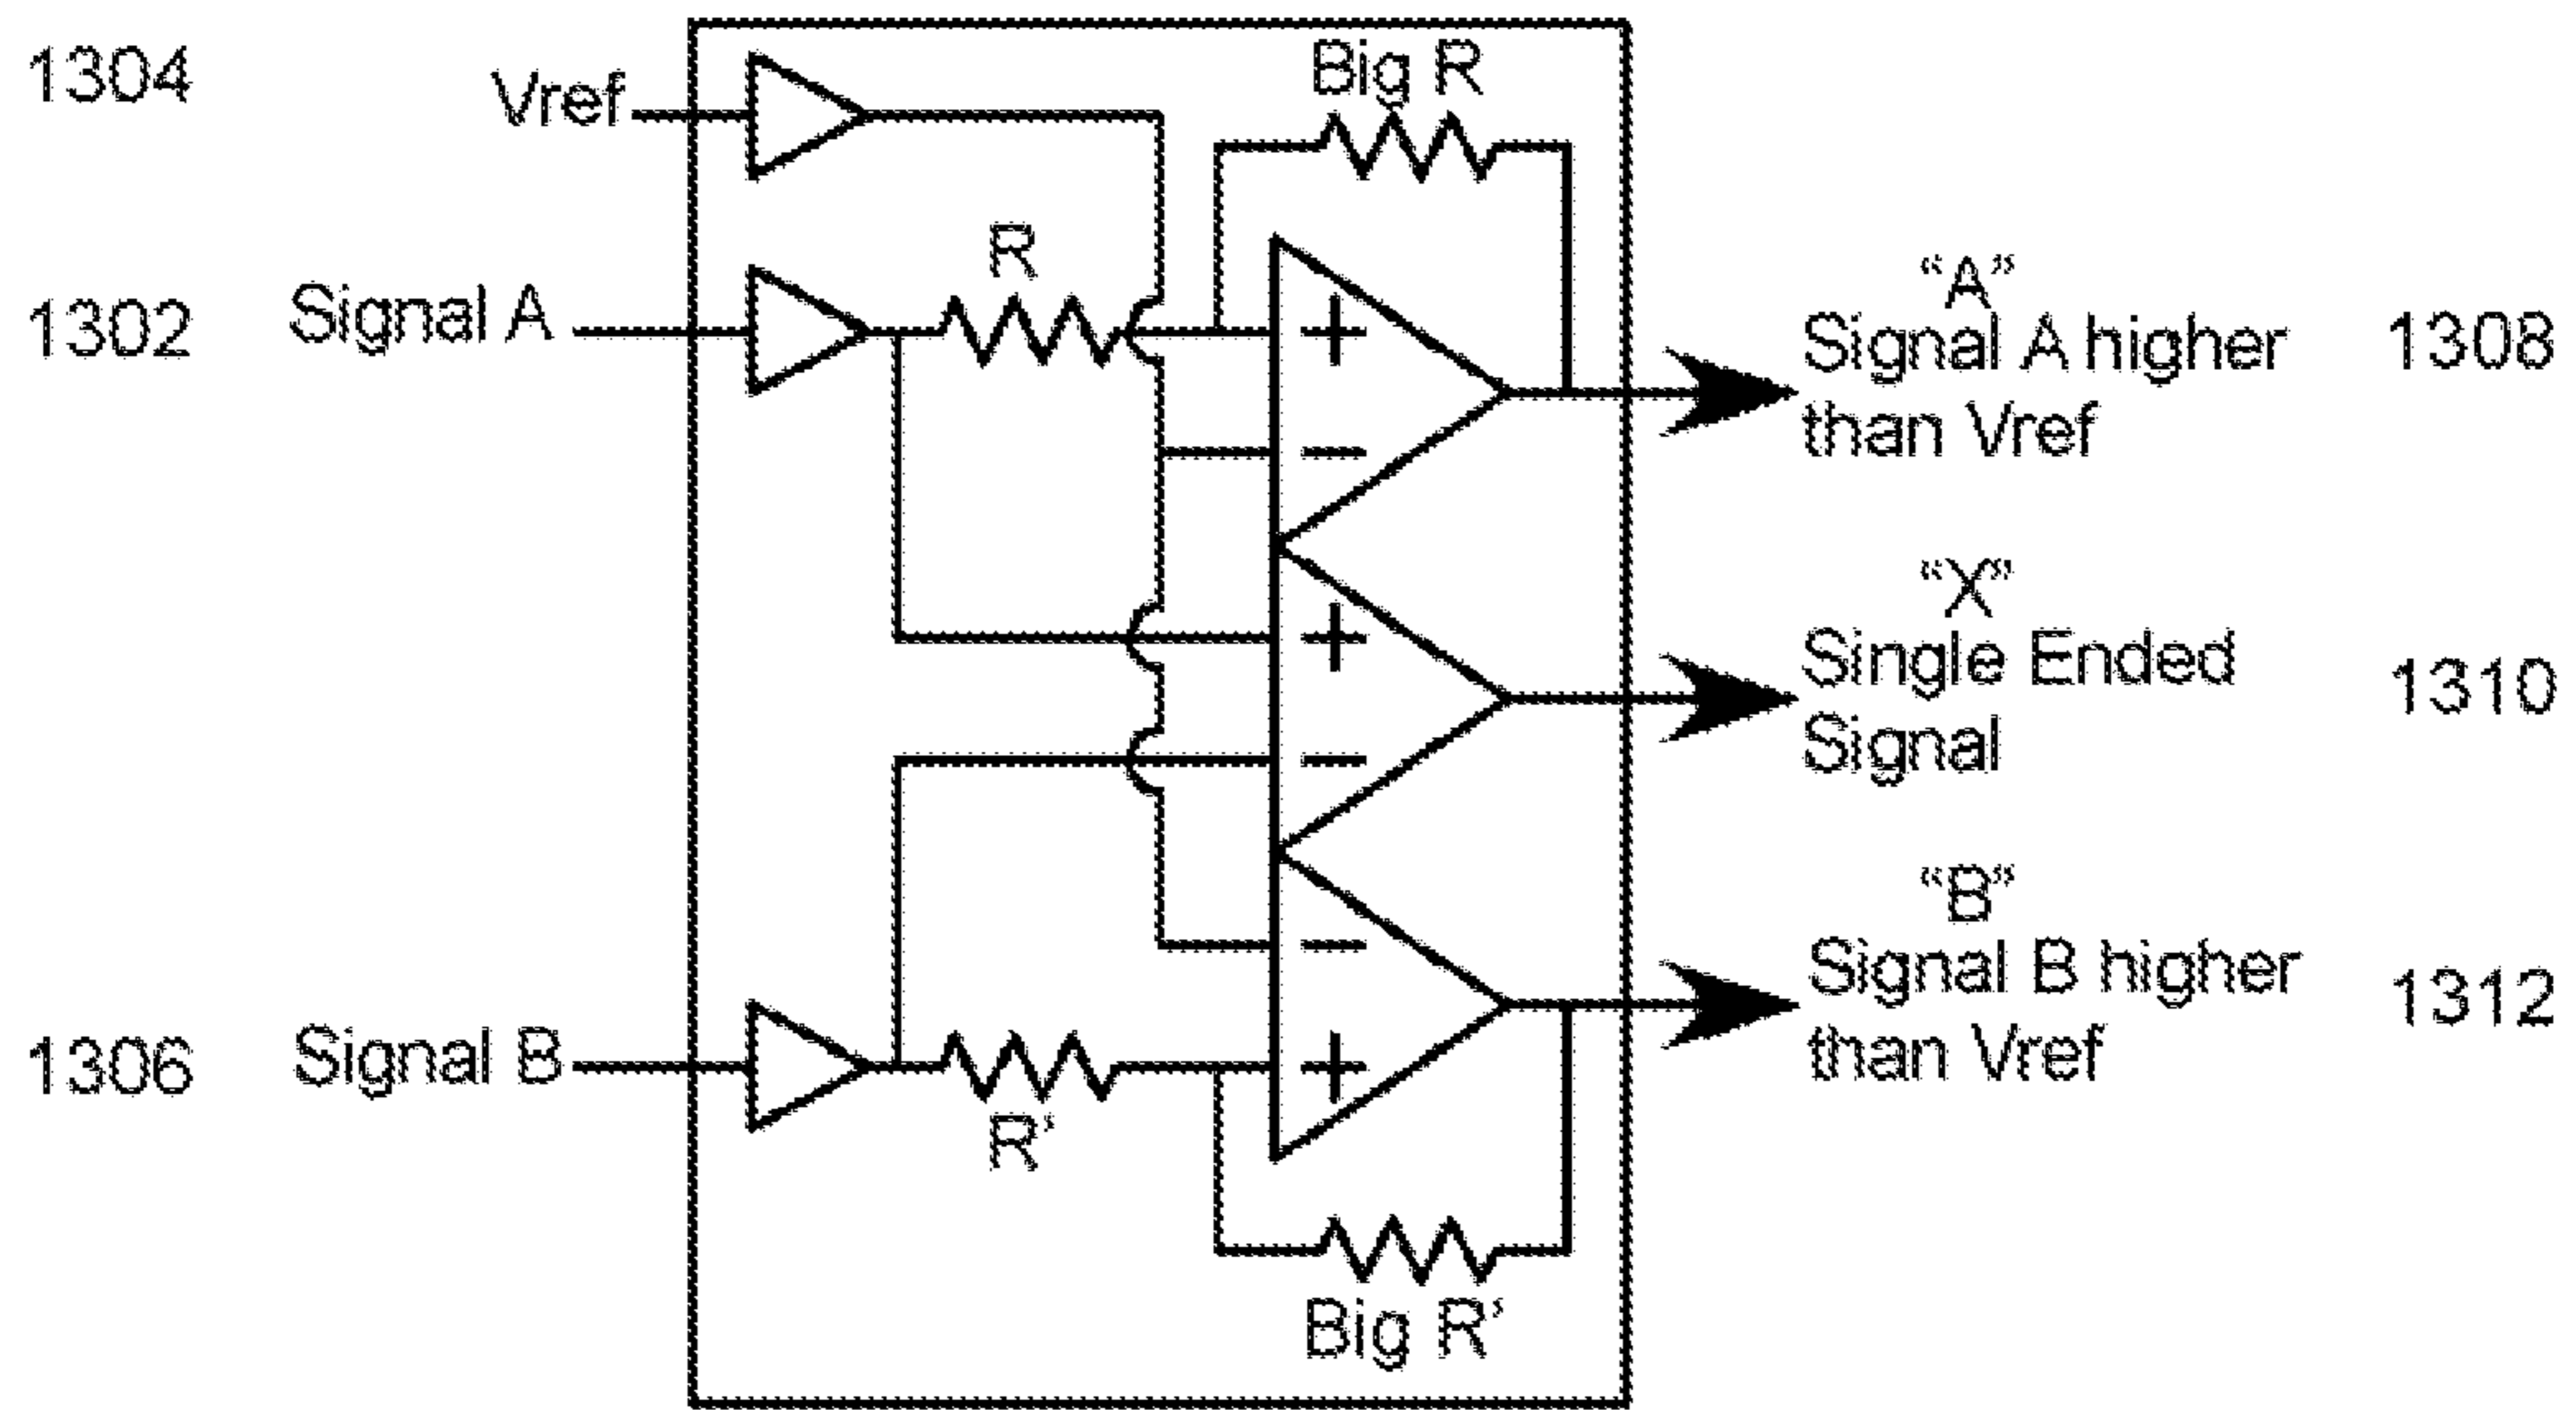 1304
Vref
Big R
1302
Signal A
R
+
−
“A”
Signal A higher
than Vref
1308
+
−
“X”
Single Ended
Signal
1310
−
+
“B”
Signal B higher
than Vref
1312
1306
Signal B
R’
Big R’